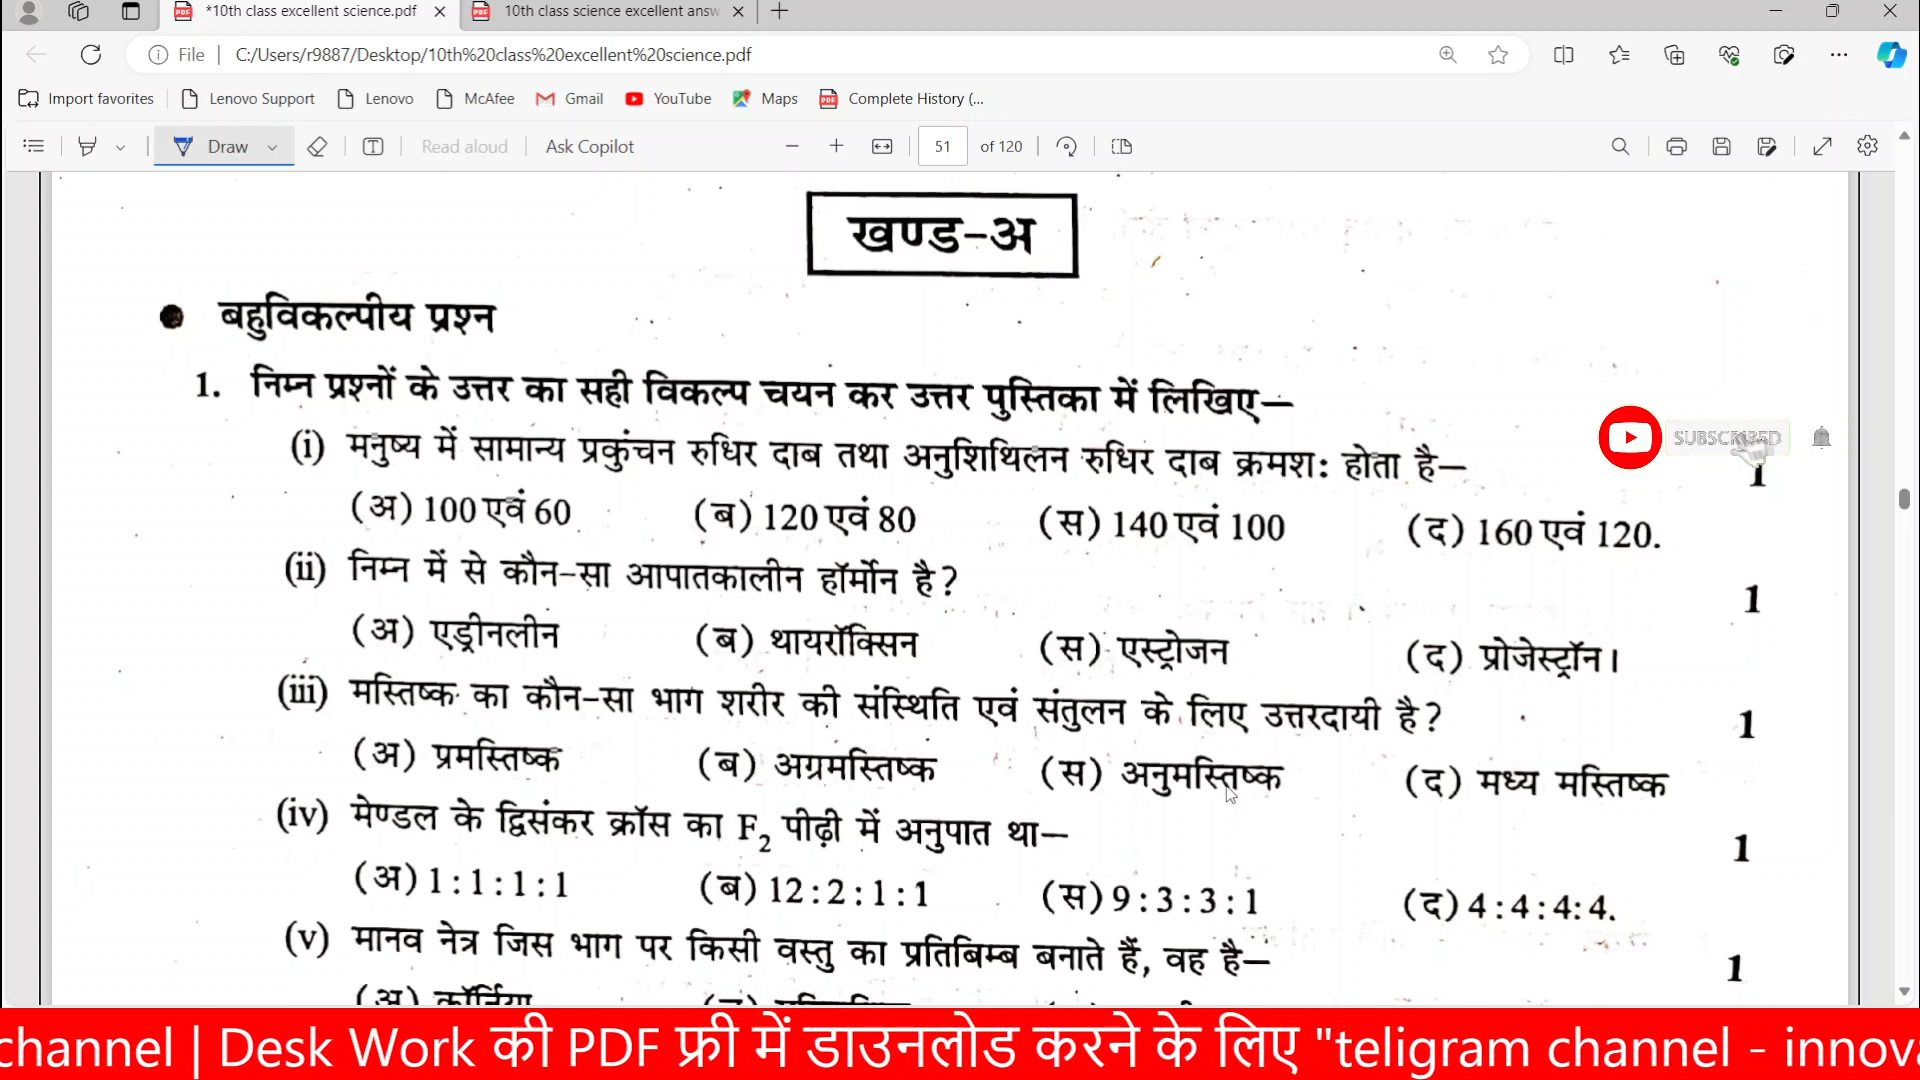 *10th class excellent science.pdf
10th class science excellent answ
File
C:/Users/r9887/Desktop/10th%20class%20excellent%20science.pdf
Import favorites
Lenovo Support
Lenovo
McAfee
Gmail
YouTube
Maps
Complete History (...
Draw
Read aloud
Ask Copilot
51 of 120
खण्ड-अ
बहुविकल्पीय प्रश्न
1. निम्न प्रश्नों के उत्तर का सही विकल्प चयन कर उत्तर पुस्तिका में लिखिए—
(i) मनुष्य में सामान्य प्रकुंचन रुधिर दाब तथा अनुशिथिलन रुधिर दाब क्रमशः होता है— 1
SUBSCRIBED
(अ) 100 एवं 60 (ब) 120 एवं 80 (स) 140 एवं 100 (द) 160 एवं 120.
(ii) निम्न में से कौन-सा आपातकालीन हॉर्मोन है? 1
(अ) एड्रीनलीन (ब) थायरॉक्सिन (स) एस्ट्रोजन (द) प्रोजेस्ट्रॉन।
(iii) मस्तिष्क का कौन-सा भाग शरीर की संस्थिति एवं संतुलन के लिए उत्तरदायी है? 1
(अ) प्रमस्तिष्क (ब) अग्रमस्तिष्क (स) अनुमस्तिष्क (द) मध्य मस्तिष्क
(iv) मेण्डल के द्विसंकर क्रॉस का F₂ पीढ़ी में अनुपात था— 1
(अ) 1 : 1 : 1 : 1 (ब) 12 : 2 : 1 : 1 (स) 9 : 3 : 3 : 1 (द) 4 : 4 : 4 : 4.
(v) मानव नेत्र जिस भाग पर किसी वस्तु का प्रतिबिम्ब बनाते हैं, वह है— 1
(अ) कॉर्निया
channel | Desk Work की PDF फ्री में डाउनलोड करने के लिए "teligram channel - innova